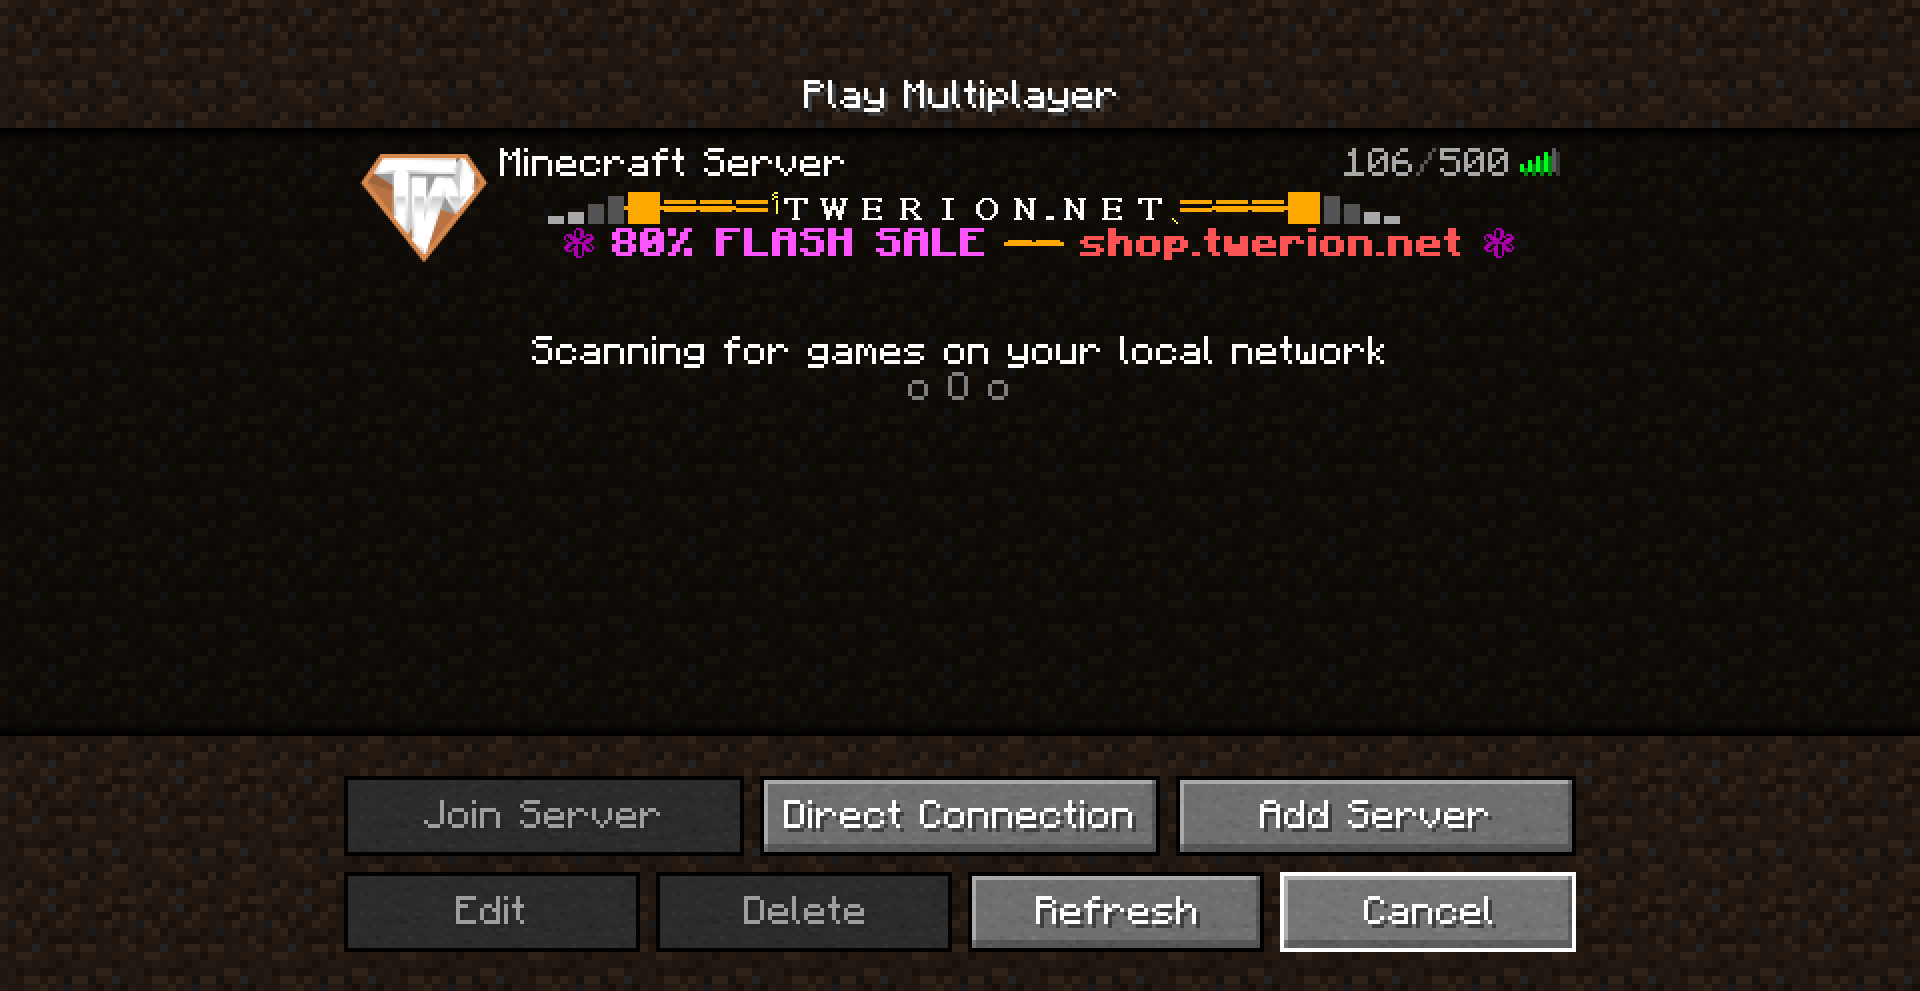 Play Multiplayer
TW
Minecraft Server
106/500
TWERION.NET
80% FLASH SALE — shop.twerion.net
Scanning for games on your local network
o O o
Join Server
Direct Connection
Add Server
Edit
Delete
Refresh
Cancel